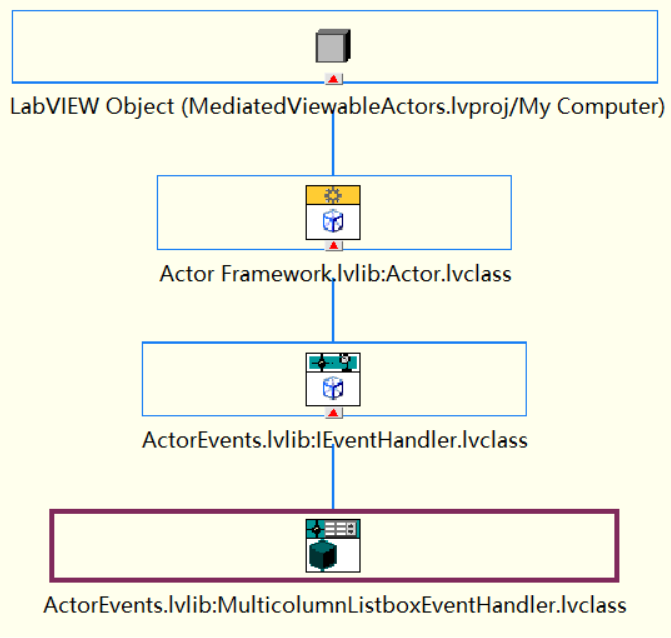 LabVIEW Object (MediatedViewableActors.lvproj/My Computer)
Actor Framework.lvlib:Actor.lvclass
ActorEvents.lvlib:IEventHandler.lvclass
ActorEvents.lvlib:MulticolumnListboxEventHandler.lvclass